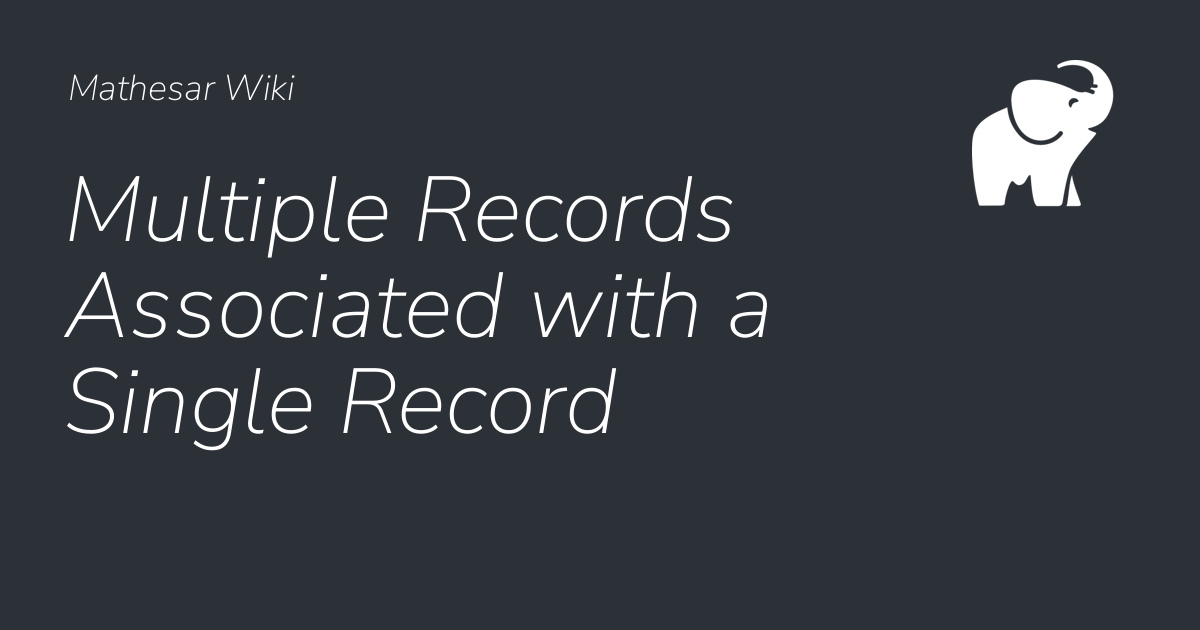 Mathesar Wiki
Multiple Records
Associated with a
Single Record